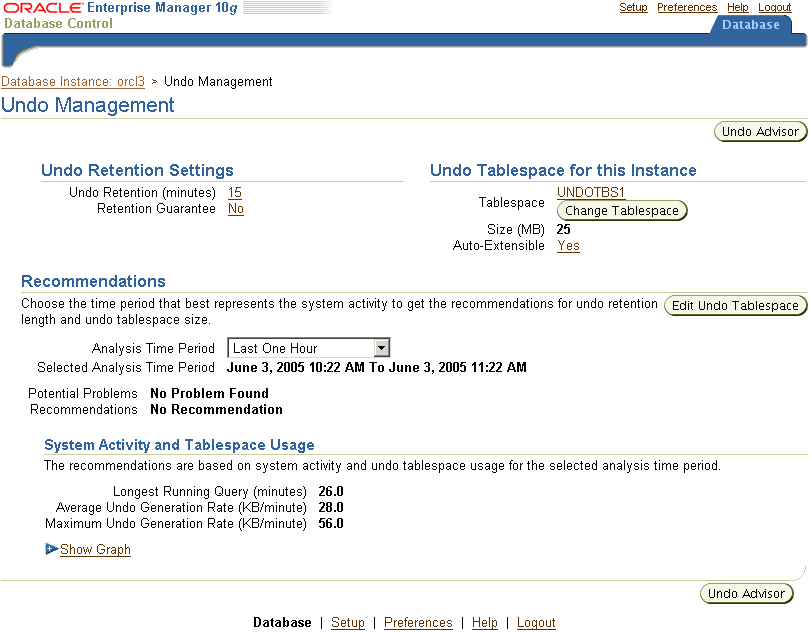 ORACLE Enterprise Manager 10g
Database Control
Setup Preferences Help Logout
Database
Database Instance: orcl3 > Undo Management
Undo Management
Undo Advisor
Undo Retention Settings
Undo Retention (minutes) 15
Retention Guarantee No
Undo Tablespace for this Instance
Tablespace UNDOTBS1
Change Tablespace
Size (MB) 25
Auto-Extensible Yes
Recommendations
Choose the time period that best represents the system activity to get the recommendations for undo retention
length and undo tablespace size.
Edit Undo Tablespace
Analysis Time Period Last One Hour
Selected Analysis Time Period June 3, 2005 10:22 AM To June 3, 2005 11:22 AM
Potential Problems No Problem Found
Recommendations No Recommendation
System Activity and Tablespace Usage
The recommendations are based on system activity and undo tablespace usage for the selected analysis time period.
Longest Running Query (minutes) 26.0
Average Undo Generation Rate (KB/minute) 28.0
Maximum Undo Generation Rate (KB/minute) 56.0
Show Graph
Undo Advisor
Database | Setup | Preferences | Help | Logout